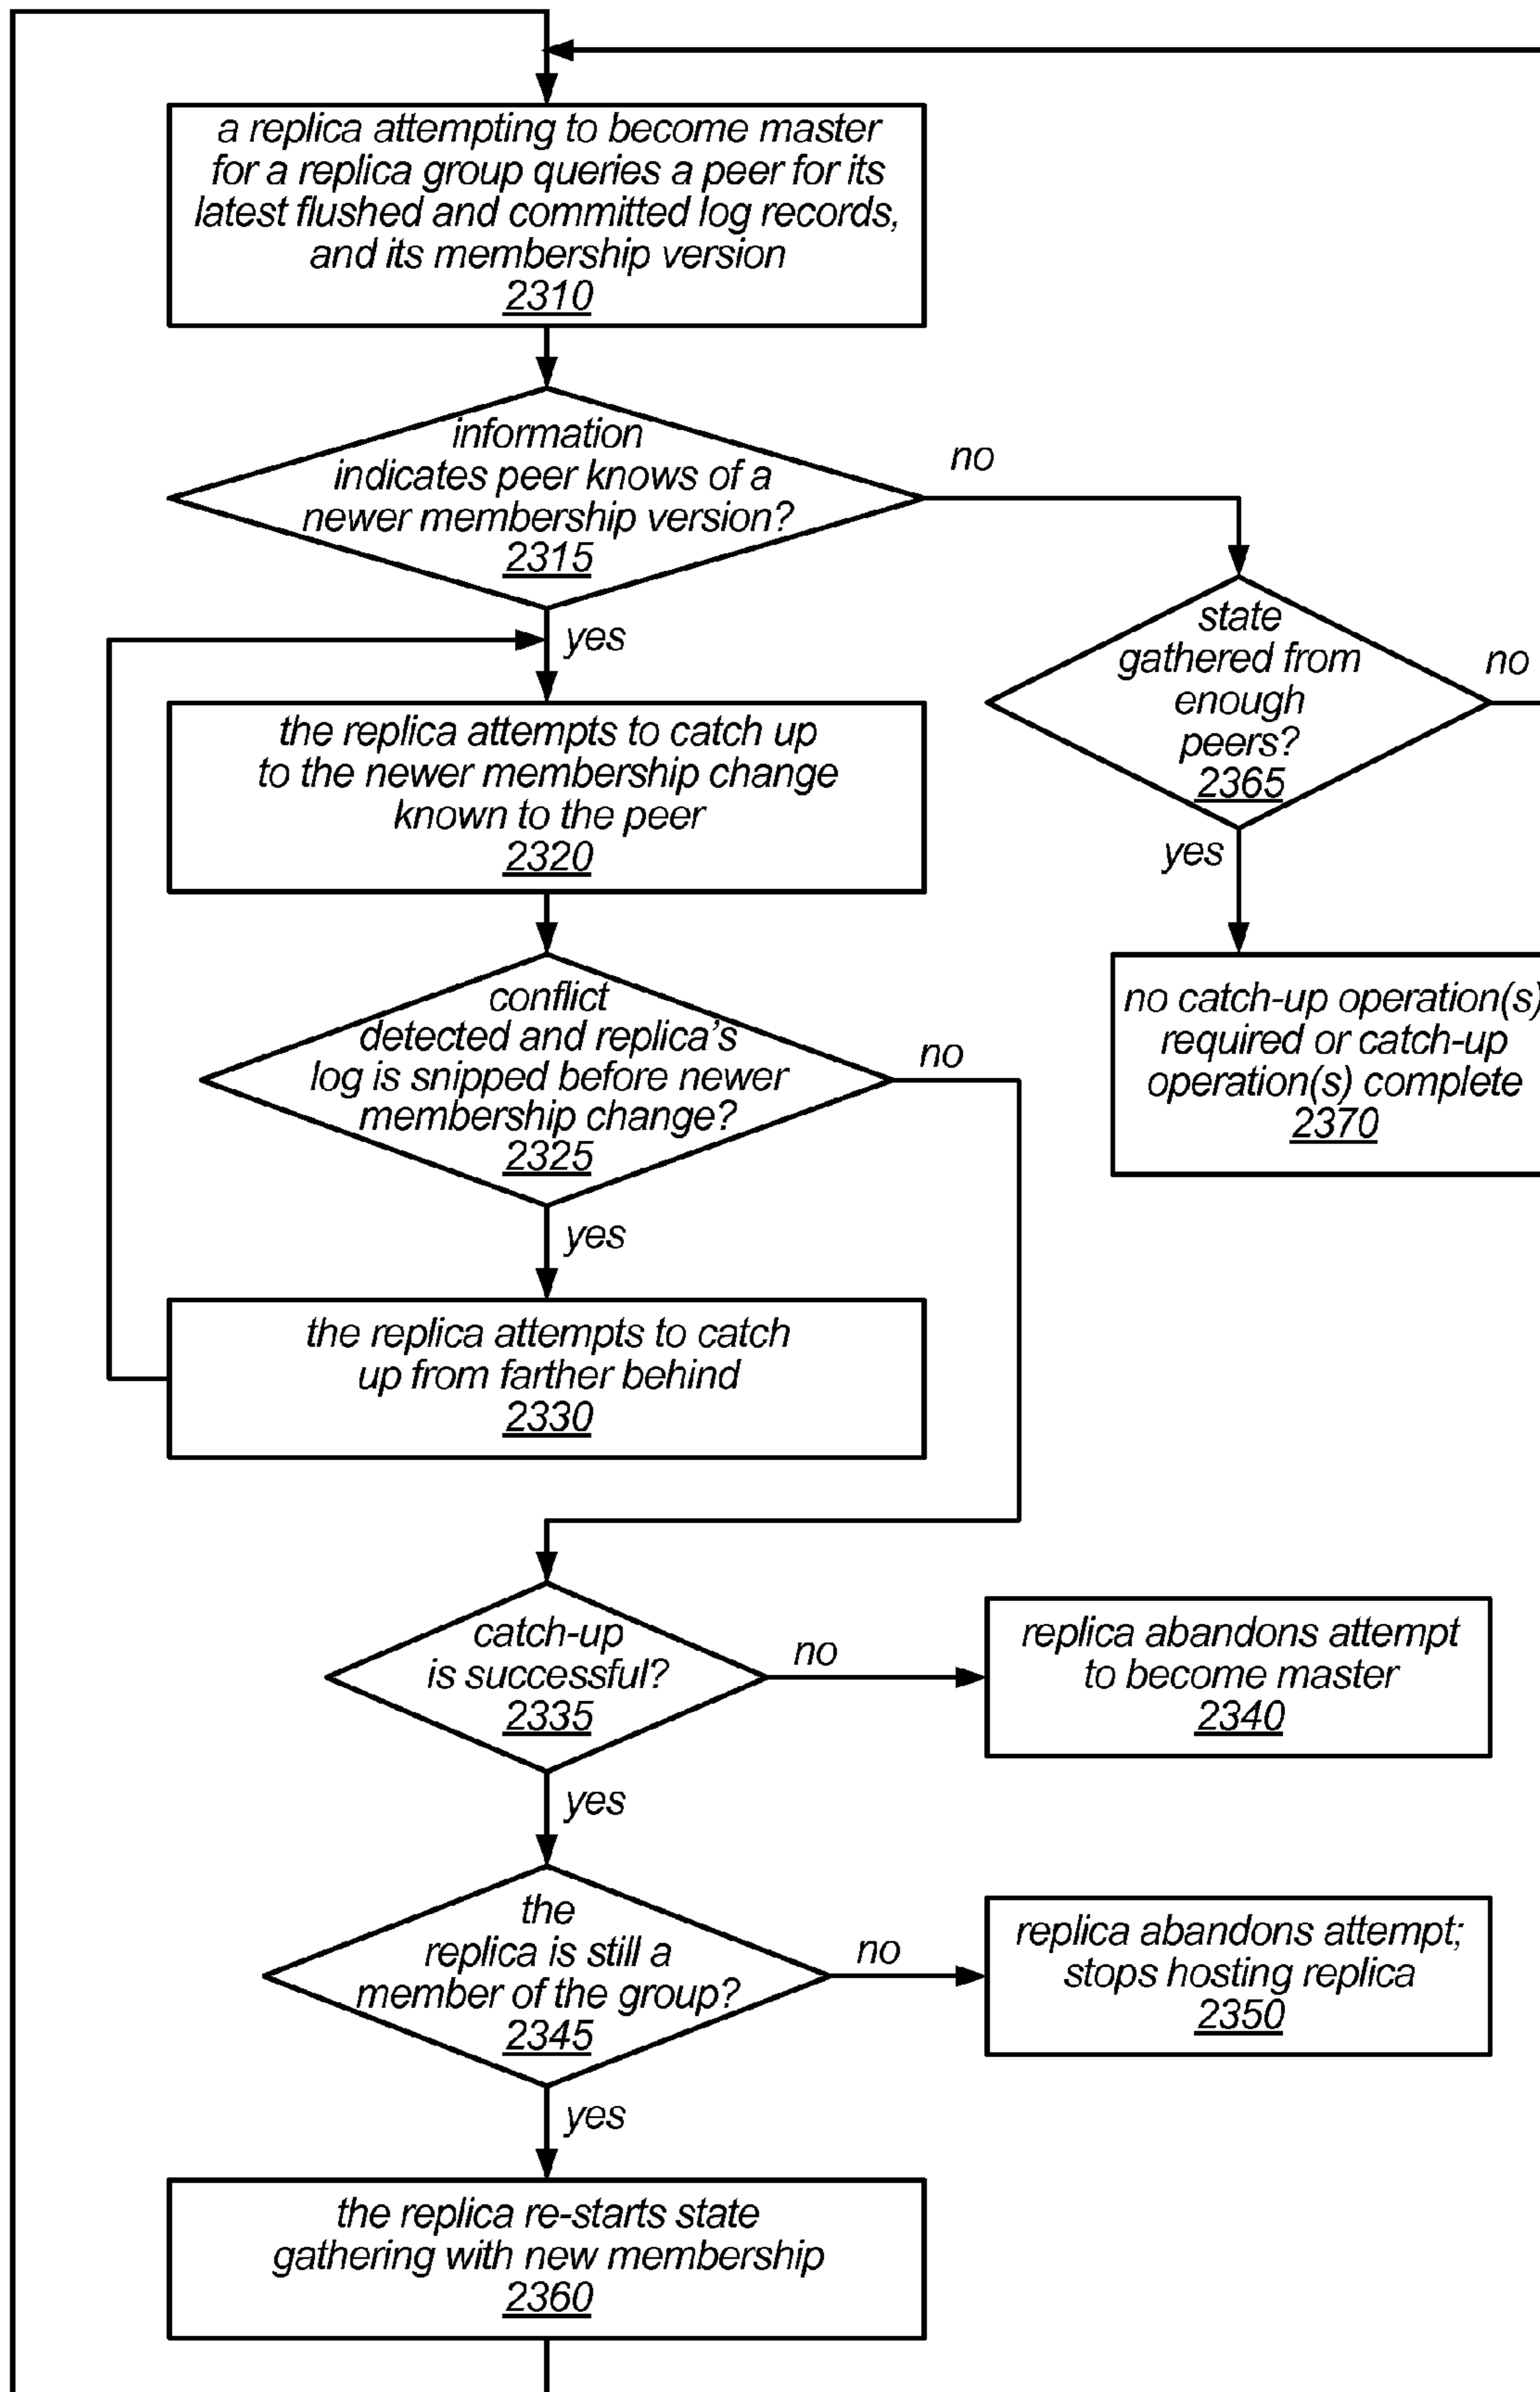 a replica attempting to become master
for a replica group queries a peer for its
latest flushed and committed log records,
and its membership version
2310
information
indicates peer knows of a
newer membership version?
2315
no
yes
state
gathered from
enough
peers?
2365
no
yes
the replica attempts to catch up
to the newer membership change
known to the peer
2320
no catch-up operation(s)
required or catch-up
operation(s) complete
2370
conflict
detected and replica's
log is snipped before newer
membership change?
2325
no
yes
the replica attempts to catch
up from farther behind
2330
catch-up
is successful?
2335
no
replica abandons attempt
to become master
2340
yes
the
replica is still a
member of the group?
2345
no
replica abandons attempt;
stops hosting replica
2350
yes
the replica re-starts state
gathering with new membership
2360